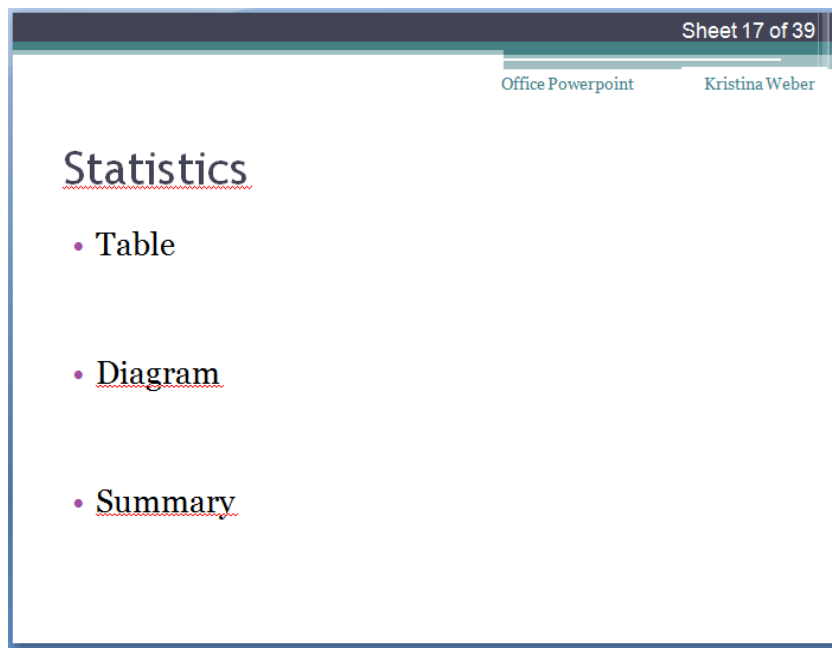 Sheet 17 of 39
Office Powerpoint Kristina Weber
Statistics
• Table
• Diagram
• Summary